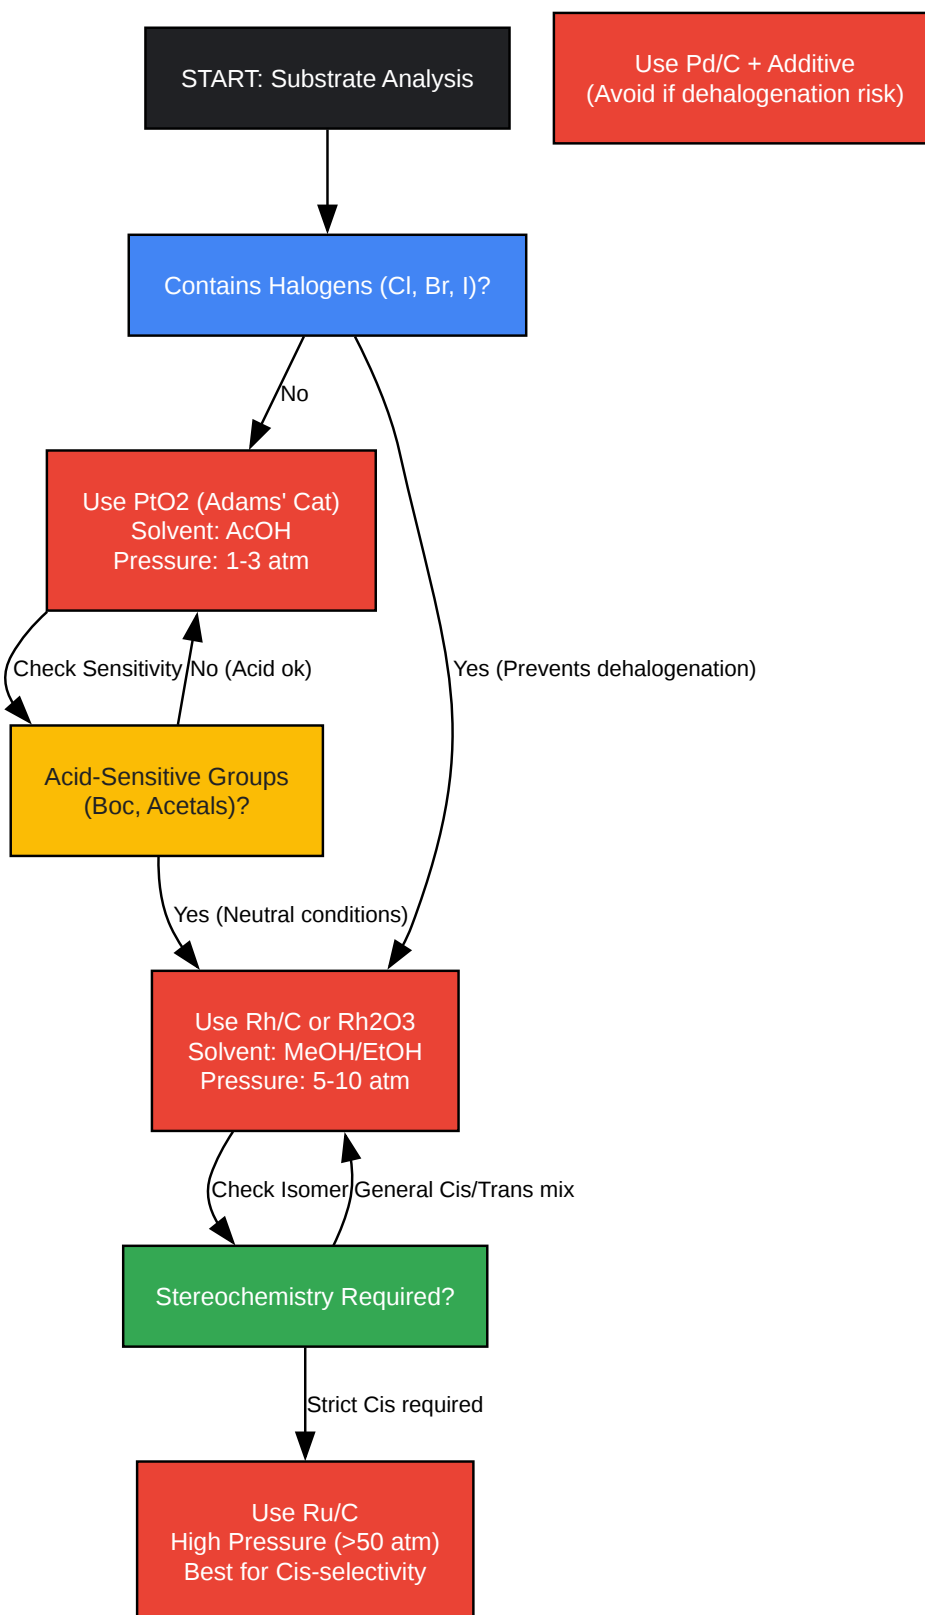 START: Substrate Analysis
Use Pd/C + Additive
(Avoid if dehalogenation risk)
Contains Halogens (Cl, Br, I)?
No
Use PtO2 (Adams' Cat)
Solvent: AcOH
Pressure: 1-3 atm
Check Sensitivity
No (Acid ok)
Yes (Prevents dehalogenation)
Acid-Sensitive Groups
(Boc, Acetals)?
Yes (Neutral conditions)
Use Rh/C or Rh2O3
Solvent: MeOH/EtOH
Pressure: 5-10 atm
Check Isomer
General Cis/Trans mix
Stereochemistry Required?
Strict Cis required
Use Ru/C
High Pressure (>50 atm)
Best for Cis-selectivity